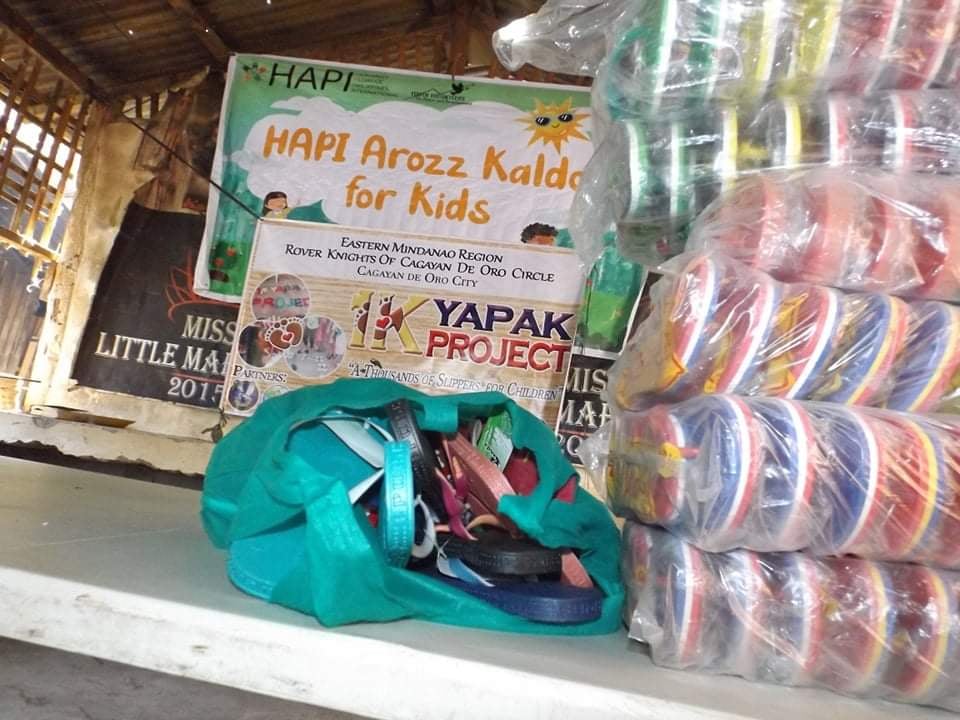 HAPI
HAPI Arozz Kaldo
for Kids
EASTERN MINDANAO REGION
ROVER KNIGHTS OF CAGAYAN DE ORO CIRCLE
CAGAYAN DE ORO CITY
1K YAPAK
PROJECT
"A THOUSANDS OF SLIPPERS" FOR CHILDREN
PARTNERS:
MISS
LITTLE MA
2015
MIS
MA